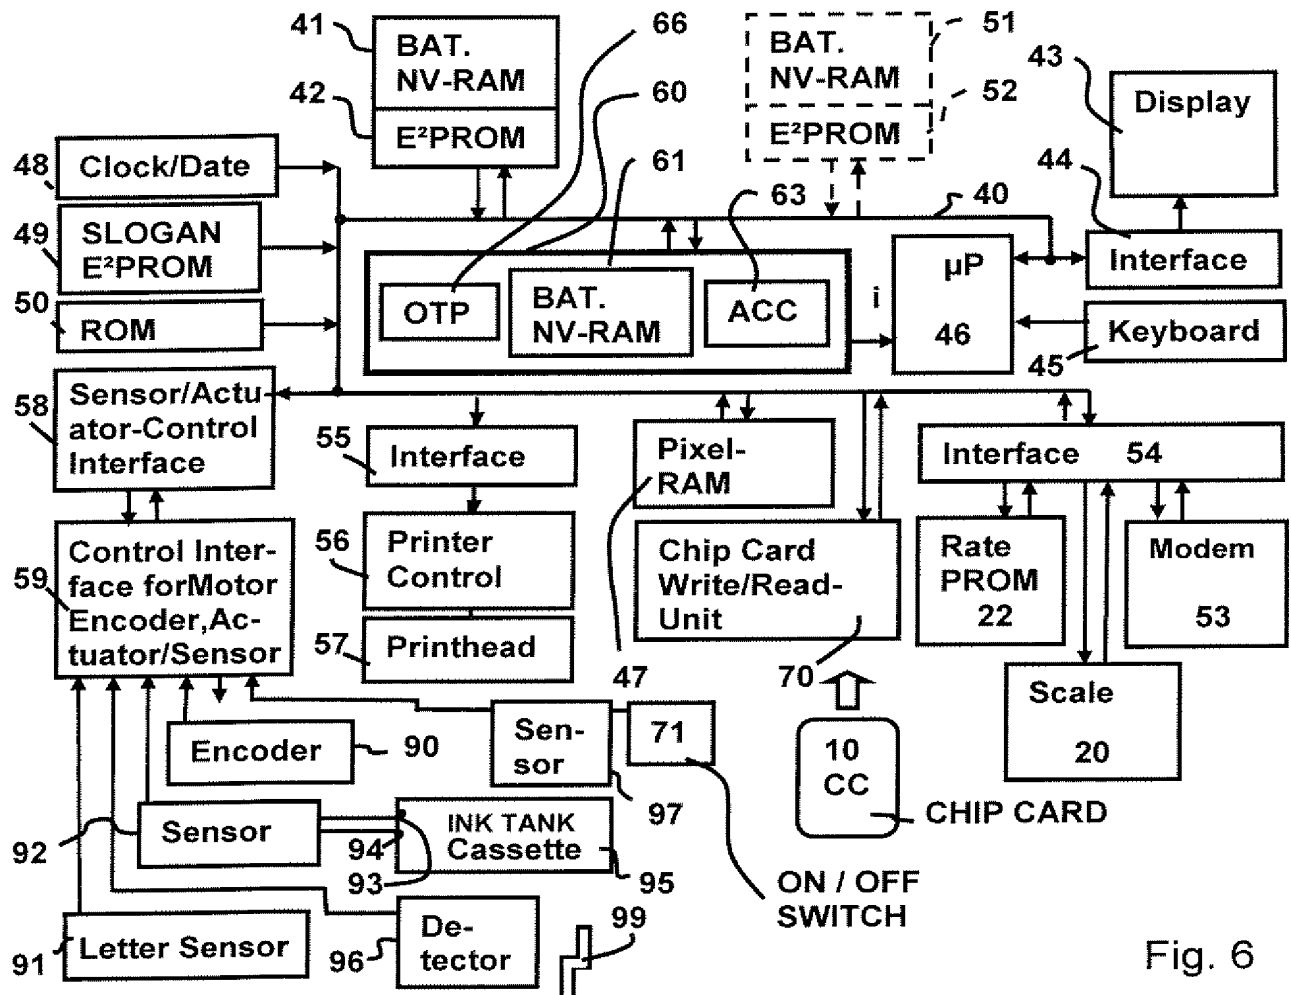 41
BAT.
NV-RAM
66
BAT.
NV-RAM
51
43
Display
42
E²PROM
60
E²PROM
52
48
Clock/Date
61
63
44
40
49
SLOGAN
E²PROM
µP
46
Interface
OTP
BAT.
NV-RAM
ACC
i
50
ROM
Keyboard
45
58
Sensor/Actu-
ator-Control
Interface
55
Interface
Pixel-
RAM
Interface 54
59
Control Inter-
face forMotor
Encoder,Ac-
tuator/Sensor
56
Printer
Control
Chip Card
Write/Read-
Unit
Rate
PROM
22
Modem
53
57
Printhead
47
70
Scale
20
Encoder
90
Sen-
sor
71
97
10
CC
CHIP CARD
92
Sensor
94
93
INK TANK
Cassette
95
ON / OFF
SWITCH
91
Letter Sensor
96
De-
tector
99
Fig. 6